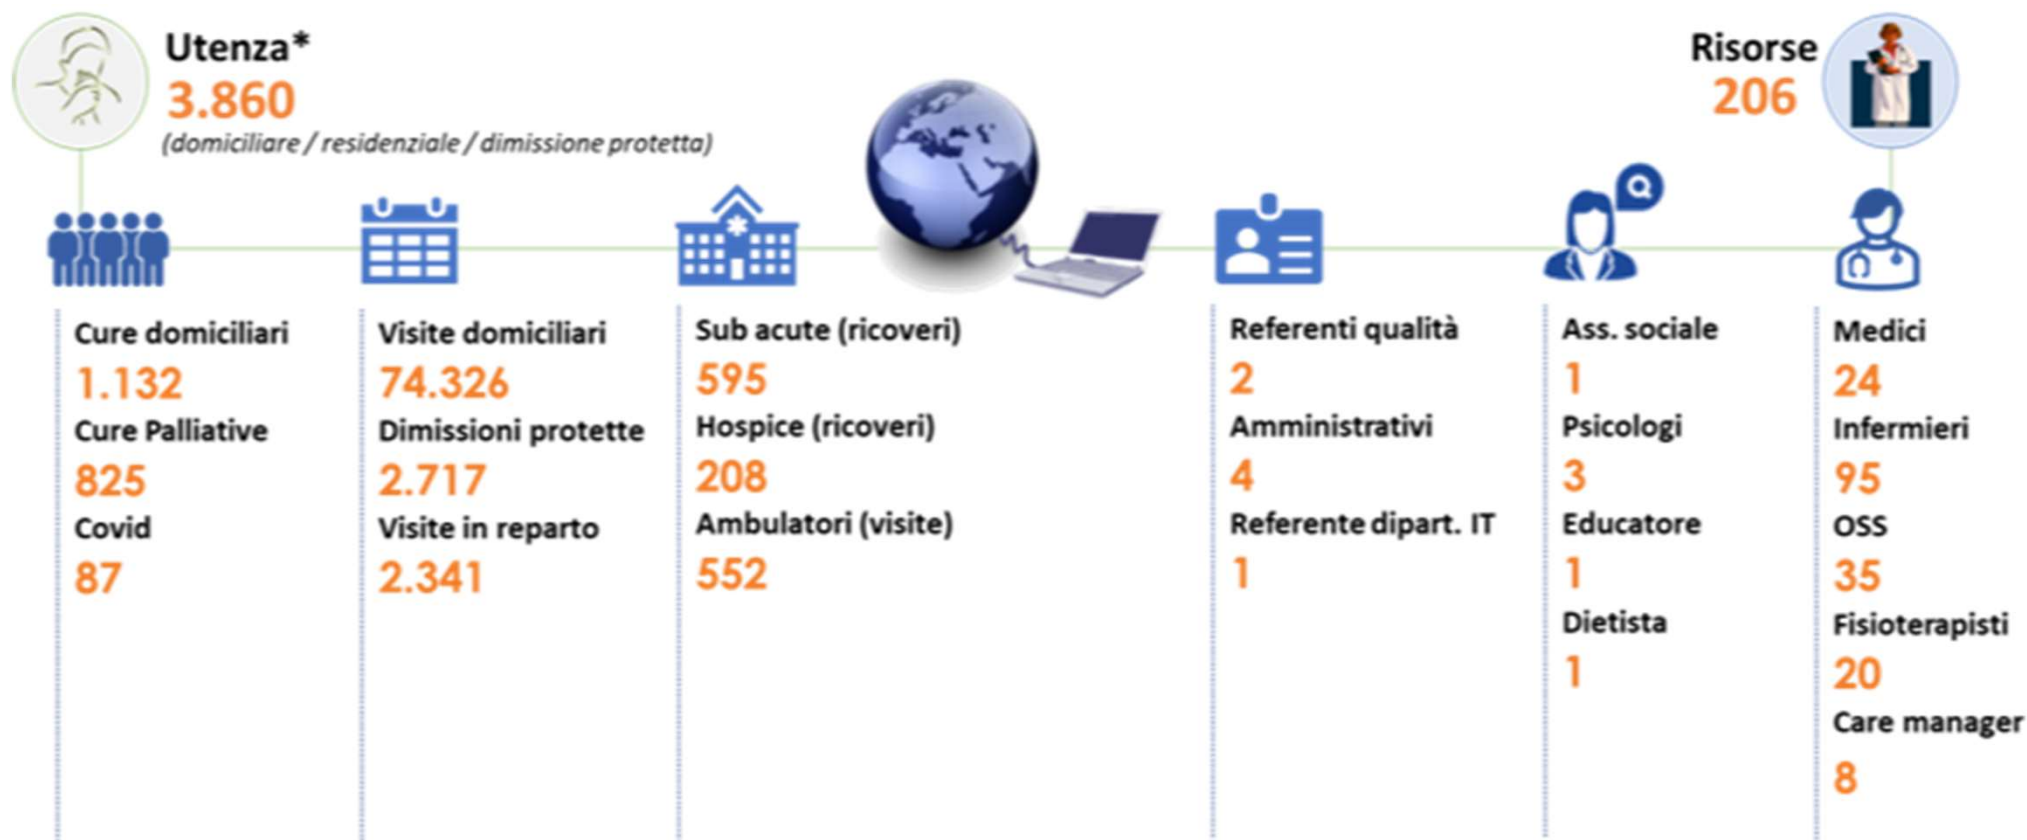 Utenza*
3.860
(domiciliare / residenziale / dimissione protetta)
Risorse
206
Cure domiciliari
1.132
Cure Palliative
825
Covid
87
Visite domiciliari
74.326
Dimissioni protette
2.717
Visite in reparto
2.341
Sub acute (ricoveri)
595
Hospice (ricoveri)
208
Ambulatori (visite)
552
Referenti qualità
2
Amministrativi
4
Referente dipart. IT
1
Ass. sociale
1
Psicologi
3
Educatore
1
Dietista
1
Medici
24
Infermieri
95
OSS
35
Fisioterapisti
20
Care manager
8